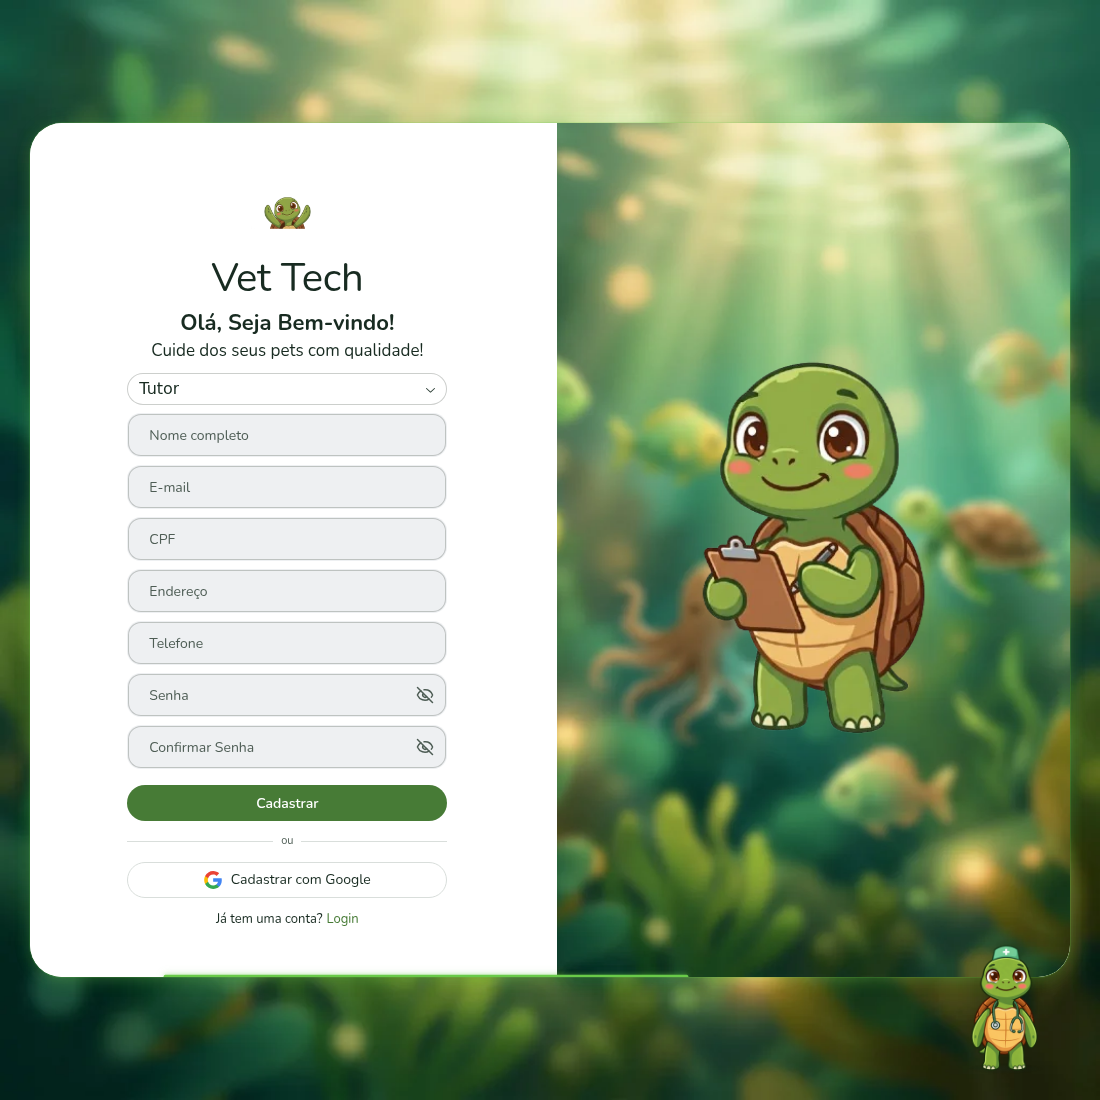 Vet Tech
Olá, Seja Bem-vindo!
Cuide dos seus pets com qualidade!
Tutor
Nome completo
E-mail
CPF
Endereço
Telefone
Senha
Confirmar Senha
Cadastrar
ou
Cadastrar com Google
Já tem uma conta? Login